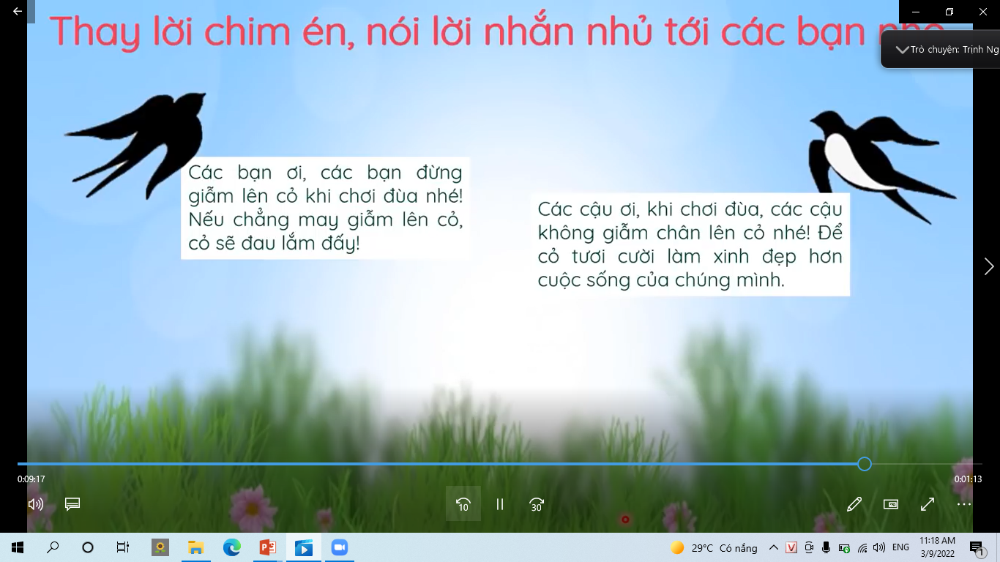 Thay lời chim én, nói lời nhắn nhủ tới các bạn nhỏ
Trò chuyện: Trịnh Ng
Các bạn ơi, các bạn đừng
giẫm lên cỏ khi chơi đùa nhé!
Nếu chẳng may giẫm lên cỏ,
cỏ sẽ đau lắm đấy!
Các cậu ơi, khi chơi đùa, các cậu
không giẫm chân lên cỏ nhé! Để
cỏ tươi cười làm xinh đẹp hơn
cuộc sống của chúng mình.
0:09:17
0:01:13
10
30
29°C Có nắng
V
ENG
11:18 AM
3/9/2022
1